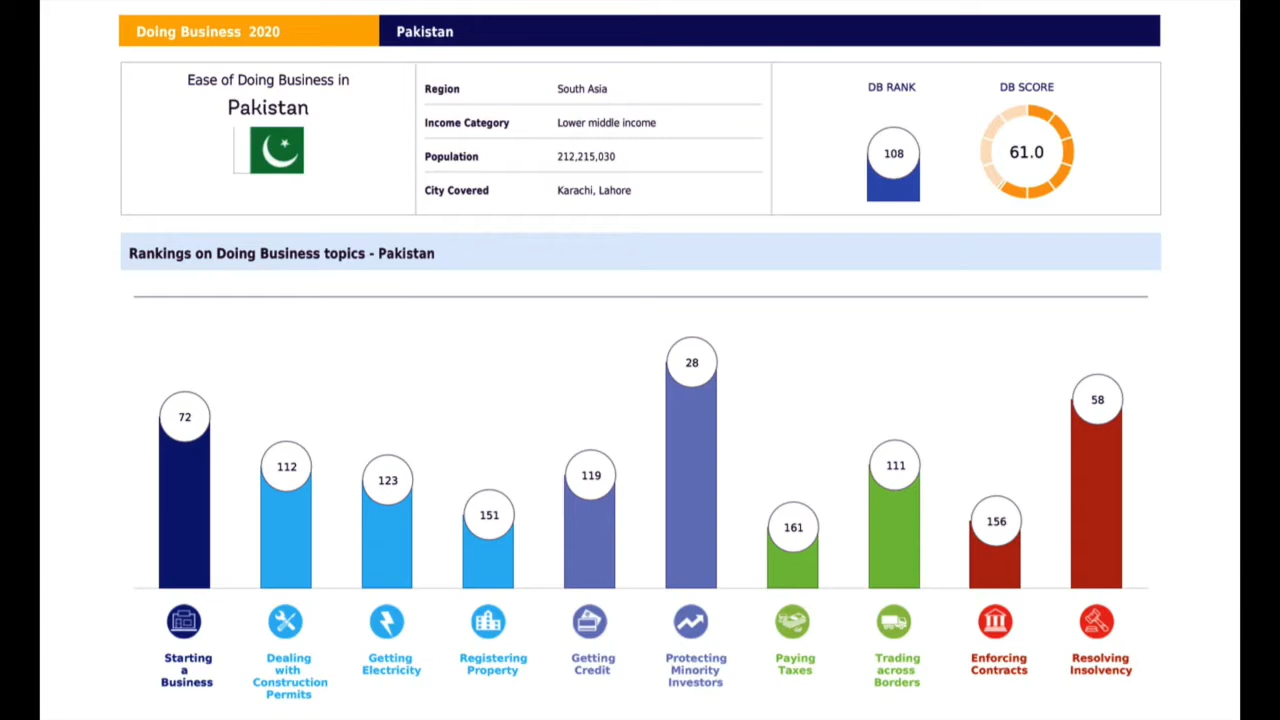 Doing Business 2020
Pakistan
Ease of Doing Business in
Pakistan
Region South Asia
Income Category Lower middle income
Population 212,215,030
City Covered Karachi, Lahore
DB RANK
DB SCORE
108
61.0
Rankings on Doing Business topics - Pakistan
72
112
123
151
119
28
161
111
156
58
Starting
a
Business
Dealing
with
Construction
Permits
Getting
Electricity
Registering
Property
Getting
Credit
Protecting
Minority
Investors
Paying
Taxes
Trading
across
Borders
Enforcing
Contracts
Resolving
Insolvency